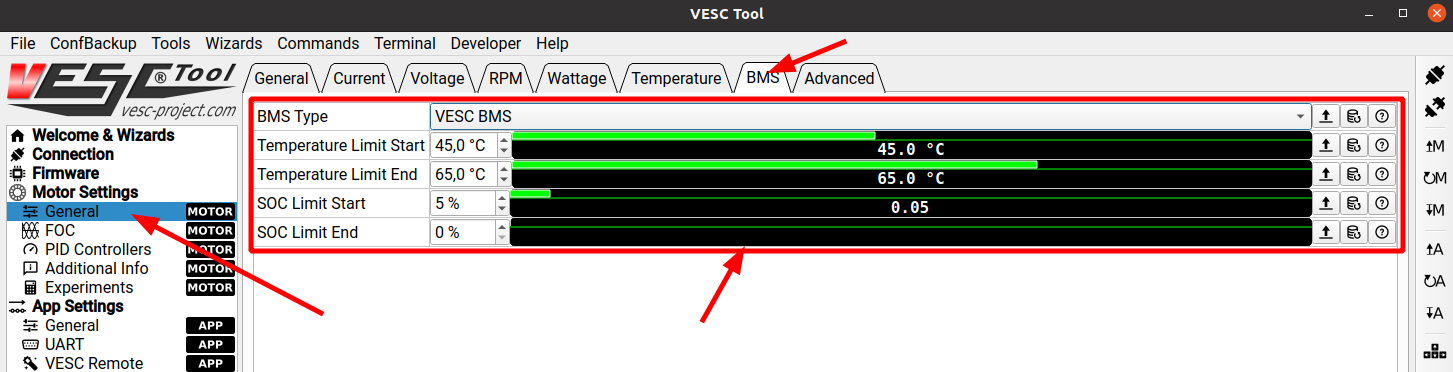 VESC Tool
File ConfBackup Tools Wizards Commands Terminal Developer Help
VESC® Tool
vesc-project.com
Welcome & Wizards
Connection
Firmware
Motor Settings
General MOTOR
FOC MOTOR
PID Controllers MOTOR
Additional Info MOTOR
Experiments MOTOR
App Settings
General APP
UART APP
VESC Remote APP
General Current Voltage RPM Wattage Temperature BMS Advanced
BMS Type VESC BMS
Temperature Limit Start 45,0 °C 45.0 °C
Temperature Limit End 65,0 °C 65.0 °C
SOC Limit Start 5 % 0.05
SOC Limit End 0 %
M
M
M
A
A
A